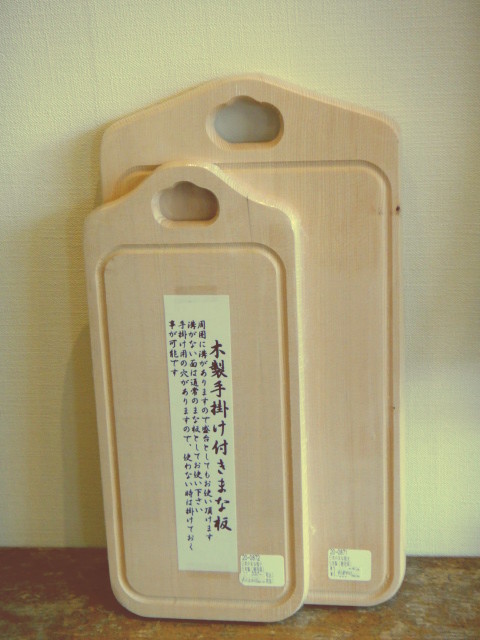 木製手掛け付きまな板
周囲に溝がありますので盛台としてもお使い頂けます
溝がない面は通常のまな板としてお使い下さい
手掛け用の穴がありますので、使わない時は掛けておく
事が可能です